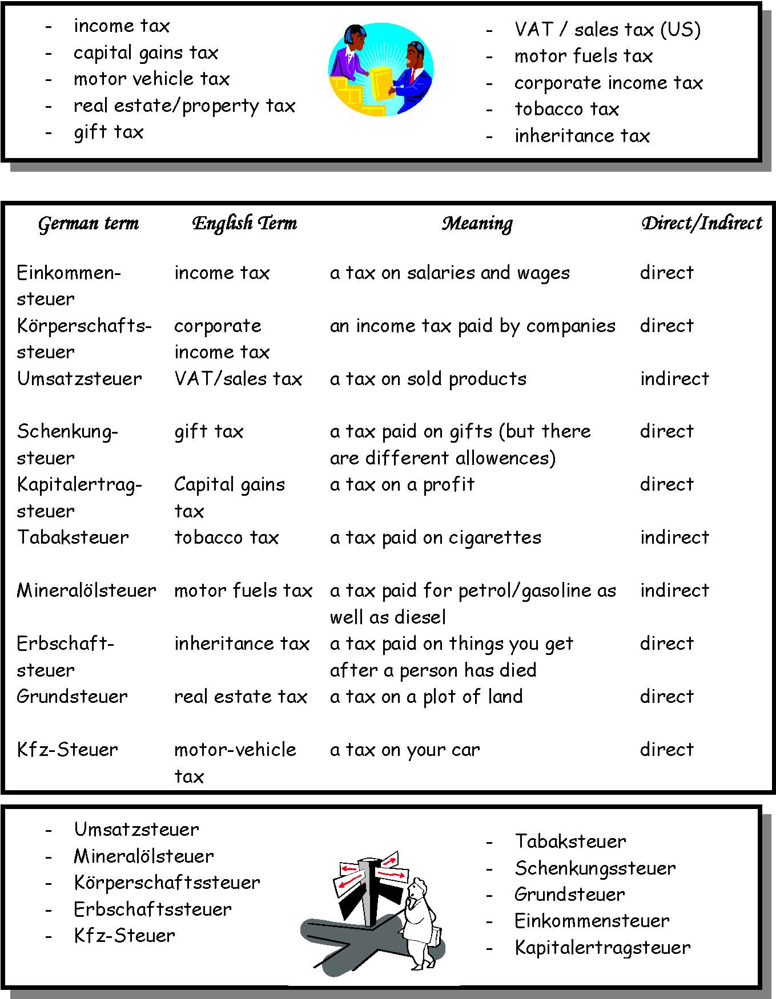 - income tax
- capital gains tax
- motor vehicle tax
- real estate/property tax
- gift tax
- VAT / sales tax (US)
- motor fuels tax
- corporate income tax
- tobacco tax
- inheritance tax
German term English Term Meaning Direct/Indirect
Einkommen- income tax a tax on salaries and wages direct
steuer
Körperschafts- corporate an income tax paid by companies direct
steuer income tax
Umsatzsteuer VAT/sales tax a tax on sold products indirect
Schenkung- gift tax a tax paid on gifts (but there direct
steuer are different allowences)
Kapitalertrag- Capital gains a tax on a profit direct
steuer tax
Tabaksteuer tobacco tax a tax paid on cigarettes indirect
Mineralölsteuer motor fuels tax a tax paid for petrol/gasoline as indirect
well as diesel
Erbschaft- inheritance tax a tax paid on things you get direct
steuer after a person has died
Grundsteuer real estate tax a tax on a plot of land direct
Kfz-Steuer motor-vehicle a tax on your car direct
tax
- Umsatzsteuer
- Mineralölsteuer
- Körperschaftssteuer
- Erbschaftssteuer
- Kfz-Steuer
- Tabaksteuer
- Schenkungssteuer
- Grundsteuer
- Einkommensteuer
- Kapitalertragsteuer